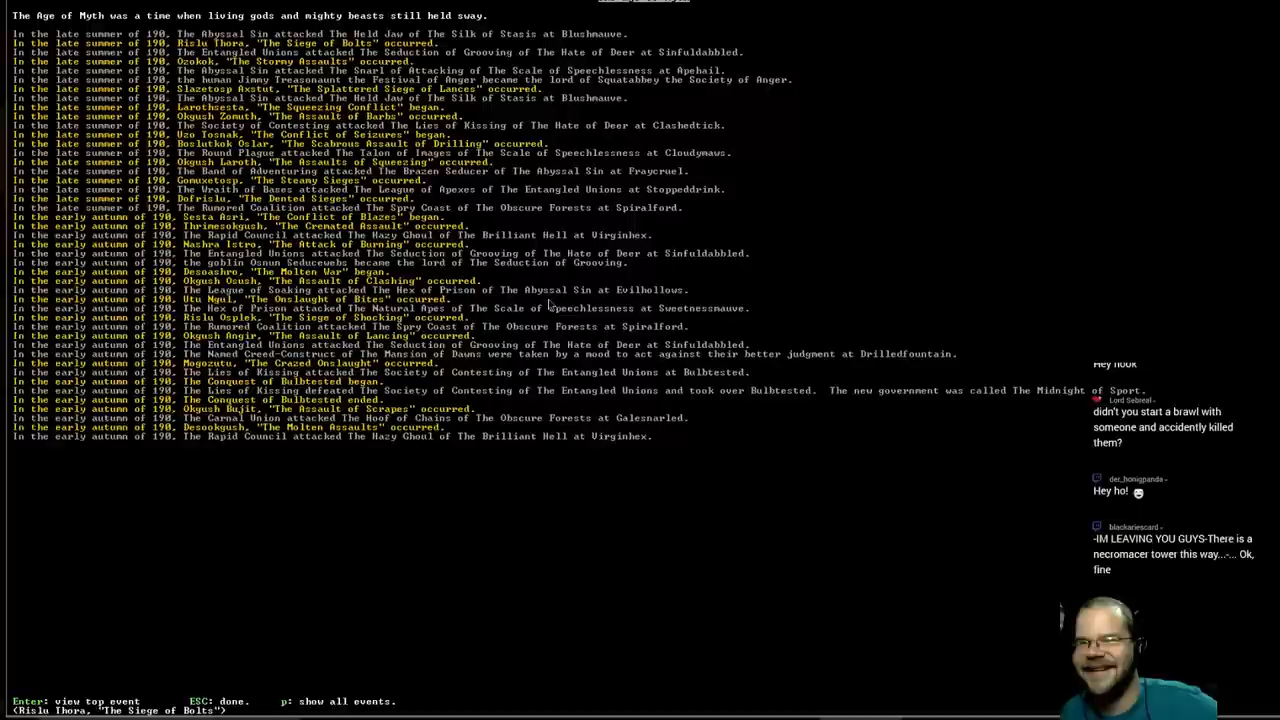 The Age of Myth was a time when living gods and mighty beasts still held sway.
In the late summer of 190, The Abyssal Sin attacked The Held Jaw of The Silk of Stasis at Blushmauve.
In the late summer of 190, Rislu Thora, "The Siege of Bolts" occurred.
In the late summer of 190, The Entangled Unions attacked The Seduction of Grooving of The Hate of Deer at Sinfuldabbled.
In the late summer of 190, Ozokok, "The Stormy Assaults" occurred.
In the late summer of 190, The Abyssal Sin attacked The Snarl of Attacking of The Scale of Speechlessness at Apehail.
In the late summer of 190, the human Jimmy Treasonaunt the Festival of Anger became the lord of Squatabbey the Society of Anger.
In the late summer of 190, Slazetosp Axstut, "The Splattered Siege of Lances" occurred.
In the late summer of 190, The Abyssal Sin attacked The Held Jaw of The Silk of Stasis at Blushmauve.
In the late summer of 190, Larothsesta, "The Squeezing Conflict" began.
In the late summer of 190, Okgush Zomuth, "The Assault of Barbs" occurred.
In the late summer of 190, The Society of Contesting attacked The Lies of Kissing of The Hate of Deer at Clashedtick.
In the late summer of 190, Uzo Tosnak, "The Conflict of Seizures" began.
In the late summer of 190, Boslutkok Oslar, "The Scabrous Assault of Drilling" occurred.
In the late summer of 190, The Round Plague attacked The Talon of Images of The Scale of Speechlessness at Cloudymaws.
In the late summer of 190, Okgush Laroth, "The Assaults of Squeezing" occurred.
In the late summer of 190, The Band of Adventuring attacked The Brazen Seducer of The Abyssal Sin at Fraycruel.
In the late summer of 190, Gomuxetosp, "The Steamy Sieges" occurred.
In the late summer of 190, The Wraith of Bases attacked The League of Apexes of The Entangled Unions at Stoppeddrink.
In the late summer of 190, Dofrislu, "The Dented Sieges" occurred.
In the late summer of 190, The Rumored Coalition attacked The Spry Coast of The Obscure Forests at Spiralford.
In the early autumn of 190, Sesta Asri, "The Conflict of Blazes" began.
In the early autumn of 190, Thrimesokgush, "The Cremated Assault" occurred.
In the early autumn of 190, The Rapid Council attacked The Hazy Ghoul of The Brilliant Hell at Virginhex.
In the early autumn of 190, Nashra Istro, "The Attack of Burning" occurred.
In the early autumn of 190, The Entangled Unions attacked The Seduction of Grooving of The Hate of Deer at Sinfuldabbled.
In the early autumn of 190, the goblin Osnun Seducewebs became the lord of The Seduction of Grooving.
In the early autumn of 190, Desoashro, "The Molten War" began.
In the early autumn of 190, Okgush Osush, "The Assault of Clashing" occurred.
In the early autumn of 190, The League of Soaking attacked The Hex of Prison of The Abyssal Sin at Evilhollows.
In the early autumn of 190, Utu Ngul, "The Onslaught of Bites" occurred.
In the early autumn of 190, The Hex of Prison attacked The Natural Apes of The Scale of Speechlessness at Sweetnessmauve.
In the early autumn of 190, Rislu Osplek, "The Siege of Shocking" occurred.
In the early autumn of 190, The Rumored Coalition attacked The Spry Coast of The Obscure Forests at Spiralford.
In the early autumn of 190, Okgush Angir, "The Assault of Lancing" occurred.
In the early autumn of 190, The Entangled Unions attacked The Seduction of Grooving of The Hate of Deer at Sinfuldabbled.
In the early autumn of 190, The Named Creed-Construct of The Mansion of Dawns were taken by a mood to act against their better judgment at Drilledfountain.
In the early autumn of 190, Mogozutu, "The Crazed Onslaught" occurred.
In the early autumn of 190, The Lies of Kissing attacked The Society of Contesting of The Entangled Unions at Bulbtested.
In the early autumn of 190, The Conquest of Bulbtested began.
In the early autumn of 190, The Lies of Kissing defeated The Society of Contesting of The Entangled Unions and took over Bulbtested.  The new government was called The Midnight of Sport.
In the early autumn of 190, The Conquest of Bulbtested ended.
In the early autumn of 190, Okgush Bujit, "The Assault of Scrapes" occurred.
In the early autumn of 190, The Carnal Union attacked The Hoof of Chains of The Obscure Forests at Galesnarled.
In the early autumn of 190, Desookgush, "The Molten Assaults" occurred.
In the early autumn of 190, The Rapid Council attacked The Hazy Ghoul of The Brilliant Hell at Virginhex.
Hey nook
Lord Sebreal -
didn't you start a brawl with
someone and accidently killed
them?
der_honigpanda -
Hey ho!
blackariescard -
-IM LEAVING YOU GUYS-There is a
necromacer tower this way...-... Ok,
fine
Enter: view top event ESC: done. p: show all events.
(Rislu Thora, "The Siege of Bolts")